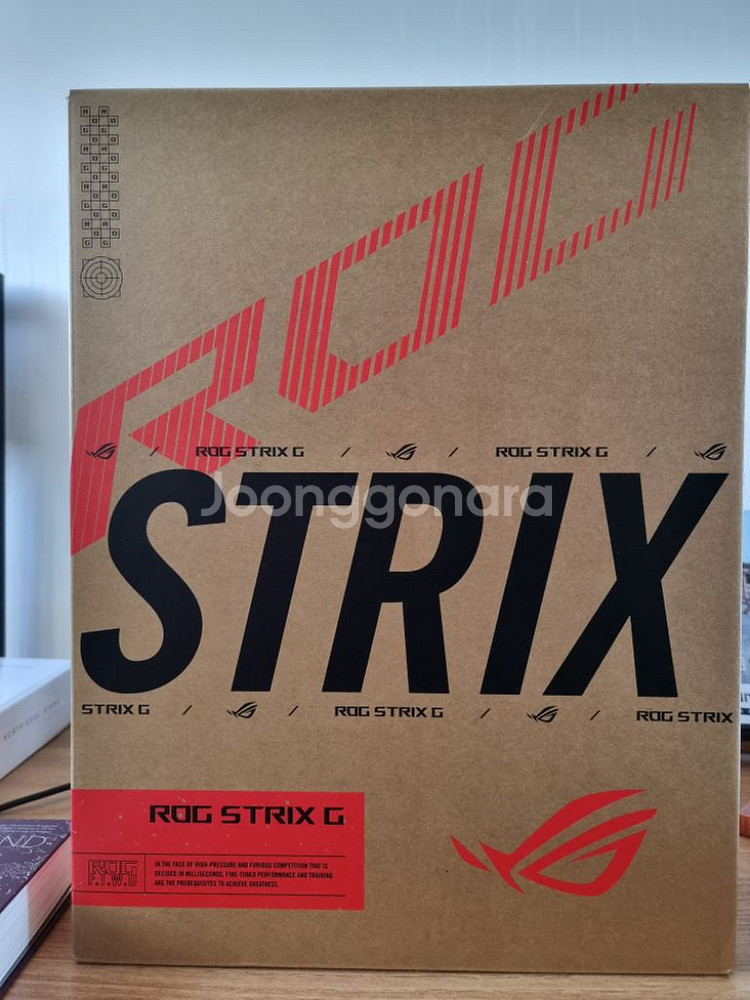 ROG
ROG STRIX G / / ROG STRIX G /
Joonggonara
STRIX
STRIX G / / ROG STRIX G / / ROG STRIX
ROG STRIX G
ROG
F.T.W.D
IN THE FACE OF HIGH-PRESSURE AND FURIOUS COMPETITION THAT IS
DECIDED IN MILLISECONDS, FINE-TUNED PERFORMANCE AND TRAINING
ARE THE PREREQUISITES TO ACHIEVE GREATNESS.
ND